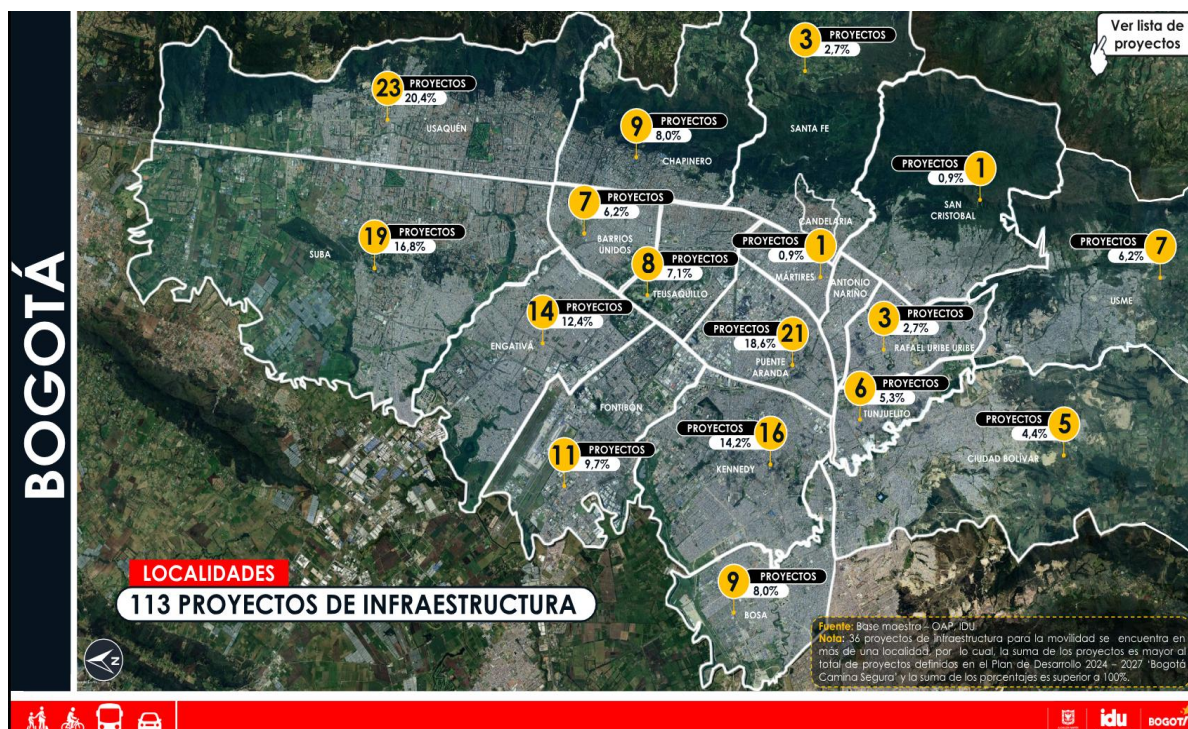 BOGOTÁ
Ver lista de
proyectos
3 PROYECTOS
2,7%
SANTA FE
23 PROYECTOS
20,4%
USAQUÉN
9 PROYECTOS
8,0%
CHAPINERO
PROYECTOS 1
0,9%
SAN
CRISTOBAL
7 PROYECTOS
6,2%
BARRIOS
UNIDOS
CANDELARIA
19 PROYECTOS
16,8%
SUBA
PROYECTOS 1
0,9%
MÁRTIRES
PROYECTOS 7
6,2%
USME
8 PROYECTOS
7,1%
TEUSAQUILLO
ANTONIO
NARIÑO
14 PROYECTOS
12,4%
ENGATIVÁ
3 PROYECTOS
2,7%
RAFAEL URIBE URIBE
PROYECTOS 21
18,6%
PUENTE
ARANDA
6 PROYECTOS
5,3%
TUNJUELITO
FONTIBÓN
11 PROYECTOS
9,7%
PROYECTOS 16
14,2%
KENNEDY
PROYECTOS 5
4,4%
CIUDAD BOLÍVAR
9 PROYECTOS
8,0%
BOSA
LOCALIDADES
113 PROYECTOS DE INFRAESTRUCTURA
N
Fuente: Base maestra – OAP, IDU
Nota: 36 proyectos de infraestructura para la movilidad se encuentra en
más de una localidad, por lo cual, la suma de los proyectos es mayor al
total de proyectos definidos en el Plan de Desarrollo 2024 – 2027 'Bogotá
Camina Segura' y la suma de los porcentajes es superior a 100%.
idu
BOGOTÁ